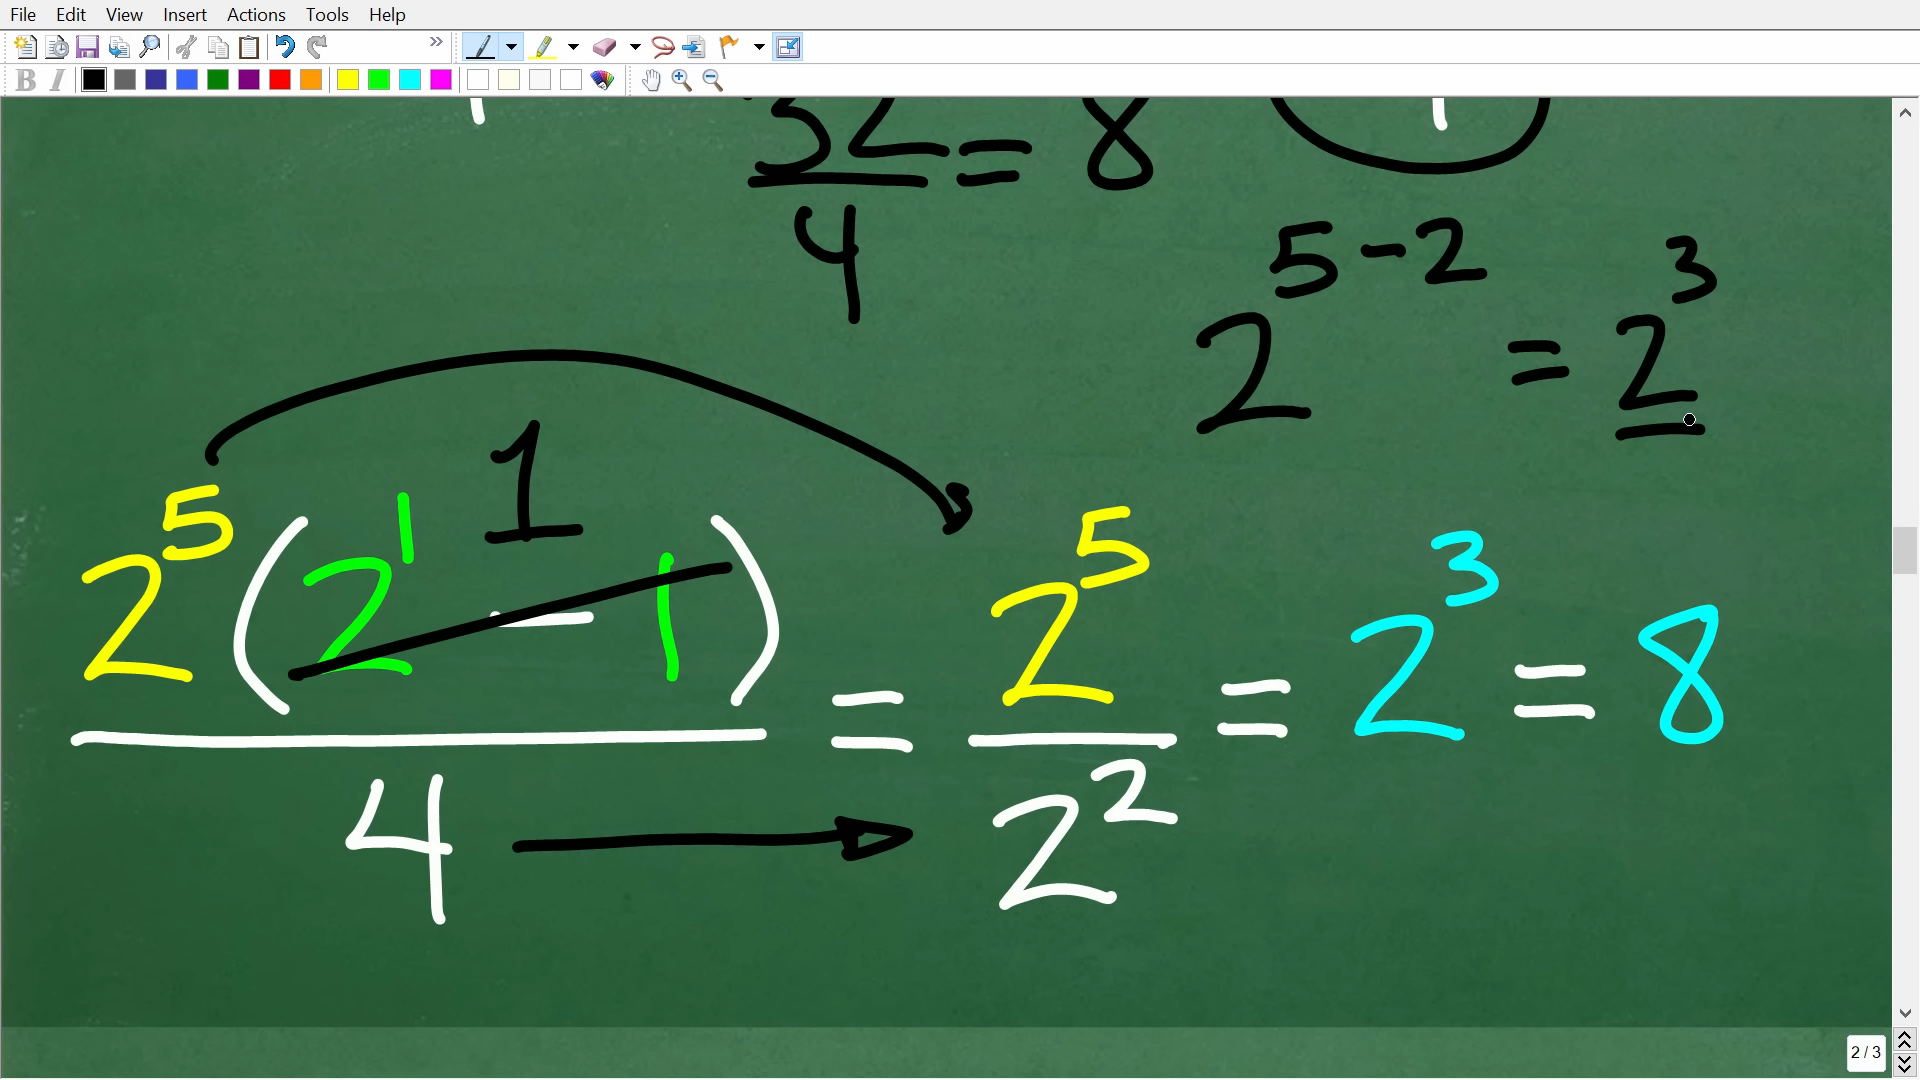 File Edit View Insert Actions Tools Help
B I
32/4 = 8
2^(5-2) = 2^3
1
2^5(2^1 - 1)/4 = 2^5/2^2 = 2^3 = 8
2 / 3